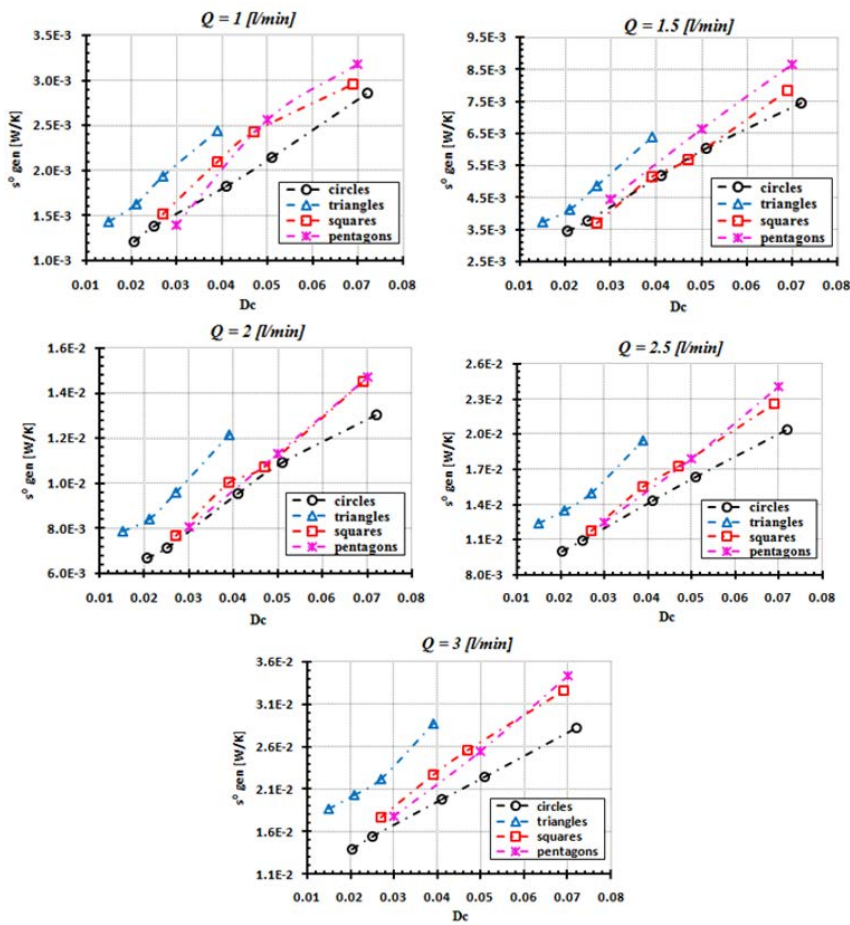 Q = 1 [l/min]
3.5E-3
3.0E-3
2.5E-3
2.0E-3
1.5E-3
1.0E-3
s° gen [W/K]
circles
triangles
squares
pentagons
0.01 0.02 0.03 0.04 0.05 0.06 0.07 0.08
Dc
Q = 1.5 [l/min]
9.5E-3
8.5E-3
7.5E-3
6.5E-3
5.5E-3
4.5E-3
3.5E-3
2.5E-3
s° gen [W/K]
circles
triangles
squares
pentagons
0.01 0.02 0.03 0.04 0.05 0.06 0.07 0.08
Dc
Q = 2 [l/min]
1.6E-2
1.4E-2
1.2E-2
1.0E-2
8.0E-3
6.0E-3
s° gen [W/K]
circles
triangles
squares
pentagons
0.01 0.02 0.03 0.04 0.05 0.06 0.07 0.08
Dc
Q = 2.5 [l/min]
2.6E-2
2.3E-2
2.0E-2
1.7E-2
1.4E-2
1.1E-2
8.0E-3
s° gen [W/K]
circles
triangles
squares
pentagons
0.01 0.02 0.03 0.04 0.05 0.06 0.07 0.08
Dc
Q = 3 [l/min]
3.6E-2
3.1E-2
2.6E-2
2.1E-2
1.6E-2
1.1E-2
s° gen [W/K]
circles
triangles
squares
pentagons
0.01 0.02 0.03 0.04 0.05 0.06 0.07 0.08
Dc